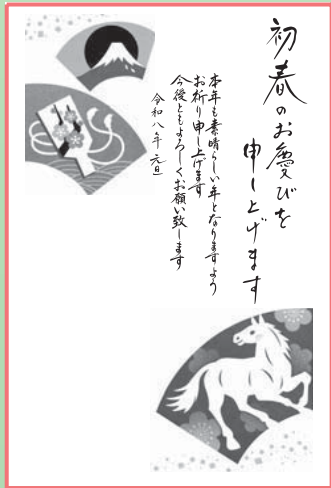 初春のお慶びを
申し上げます
本年も素晴らしい年となりますよう
お祈り申し上げます
今後ともよろしくお願い致します
令和八年 元旦